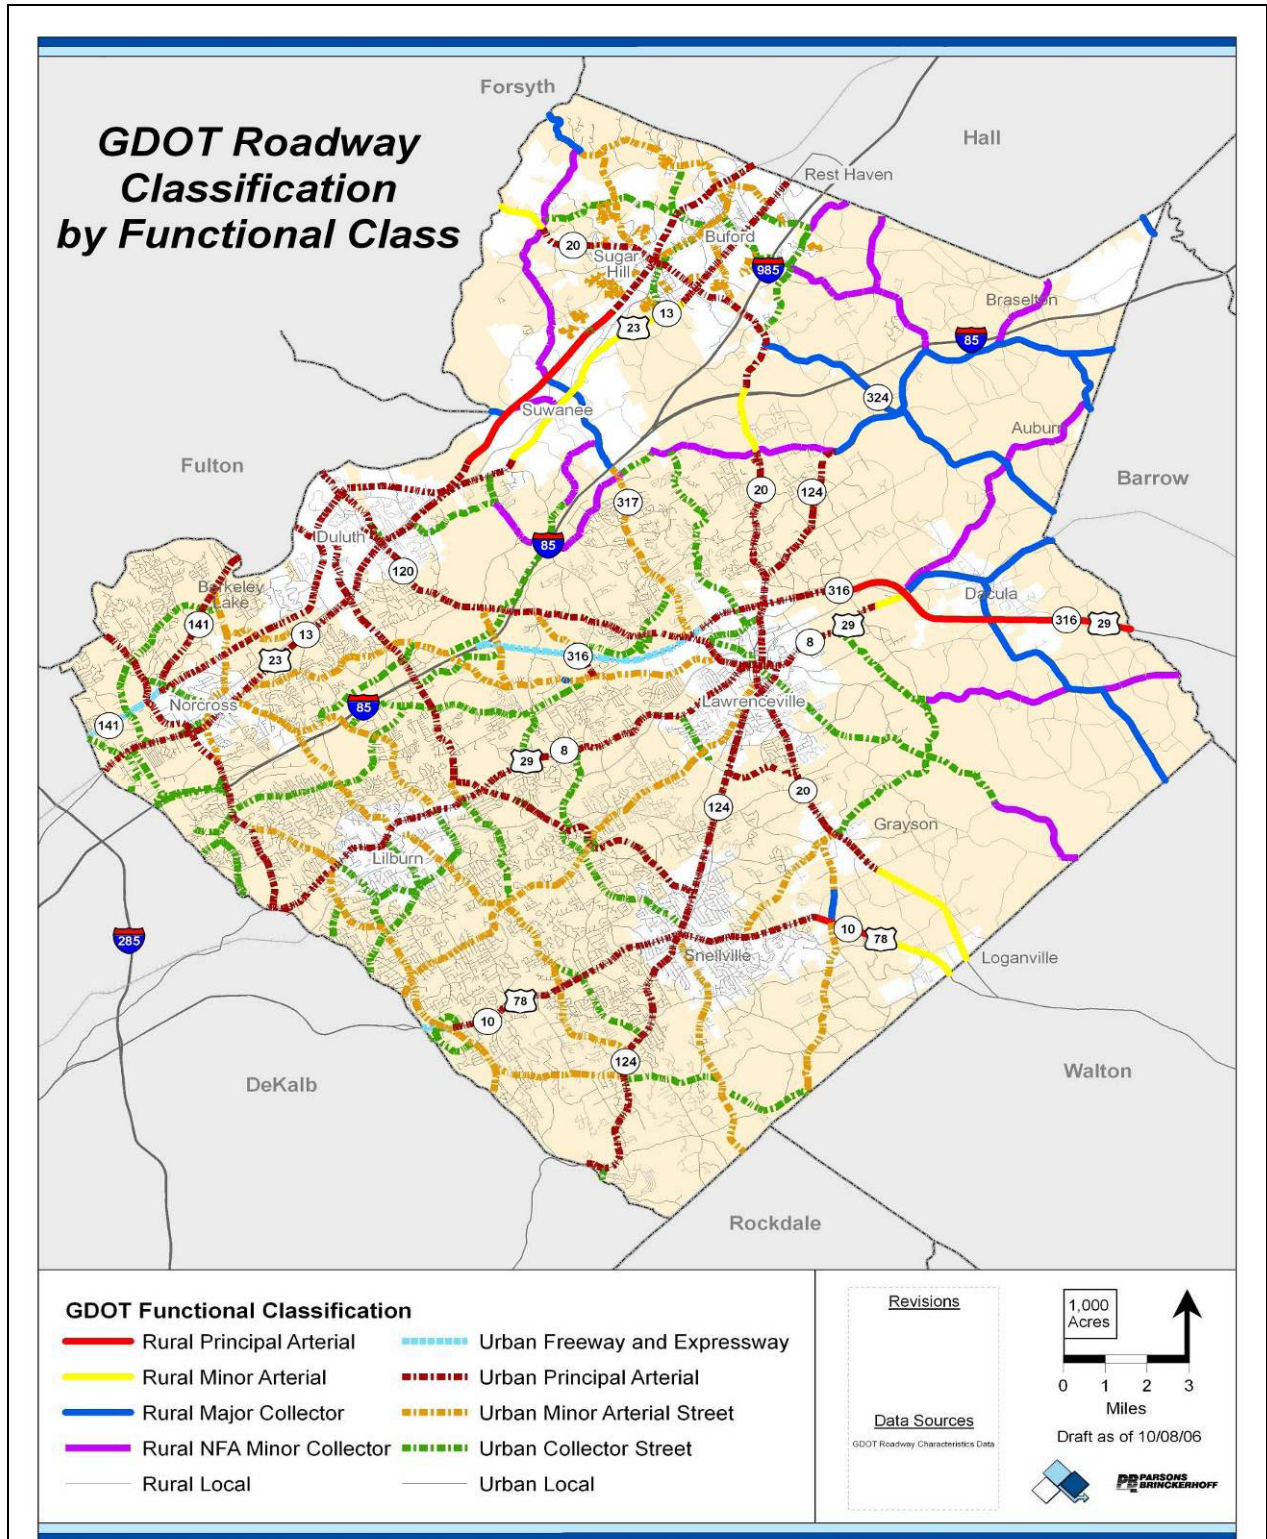 Forsyth
Hall
GDOT Roadway
Classification
by Functional Class
Rest Haven
20
Sugar
Hill
Buford
985
13
23
Braselton
85
324
Suwanee
Auburn
Fulton
Barrow
317
20
124
85
Duluth
120
Berkeley
Lake
141
13
23
316
316
29
8
Dacula
316
29
Norcross
85
141
Lawrenceville
8
29
124
20
Grayson
Lilburn
285
10
78
Snellville
Loganville
78
10
124
DeKalb
Walton
Rockdale
GDOT Functional Classification
Rural Principal Arterial
Rural Minor Arterial
Rural Major Collector
Rural NFA Minor Collector
Rural Local
Urban Freeway and Expressway
Urban Principal Arterial
Urban Minor Arterial Street
Urban Collector Street
Urban Local
Revisions
Data Sources
GDOT Roadway Characteristics Data
1,000
Acres
0 1 2 3
Miles
Draft as of 10/08/06
PB PARSONS
BRINCKERHOFF